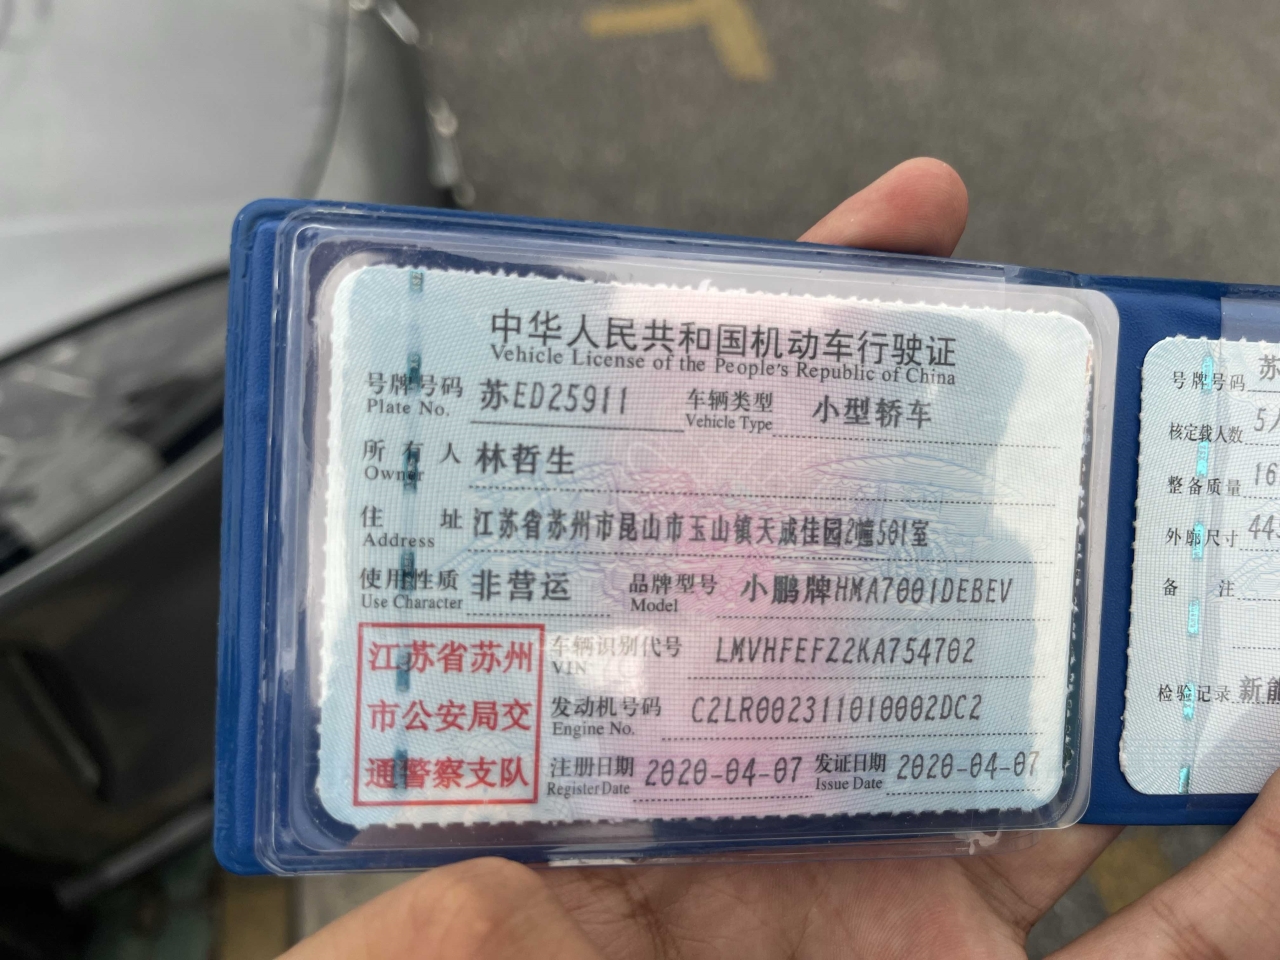 中华人民共和国机动车行驶证
Vehicle License of the People's Republic of China
号牌号码 苏ED25911 车辆类型 小型轿车
Plate No. Vehicle Type
所有人 林哲生
Owner
住址 江苏省苏州市昆山市玉山镇天成佳园2幢501室
Address
使用性质 非营运 品牌型号 小鹏牌HMA7001DEBEV
Use Character Model
江苏省苏州
市公安局交
通警察支队
车辆识别代号 LMVHFEFZ2KA754702
VIN
发动机号码 C2LR002311010002DC2
Engine No.
注册日期 2020-04-07 发证日期 2020-04-07
Register Date Issue Date
号牌号码 苏
核定载人数 5人
整备质量 16
外廓尺寸 44
备注
检验记录 新能